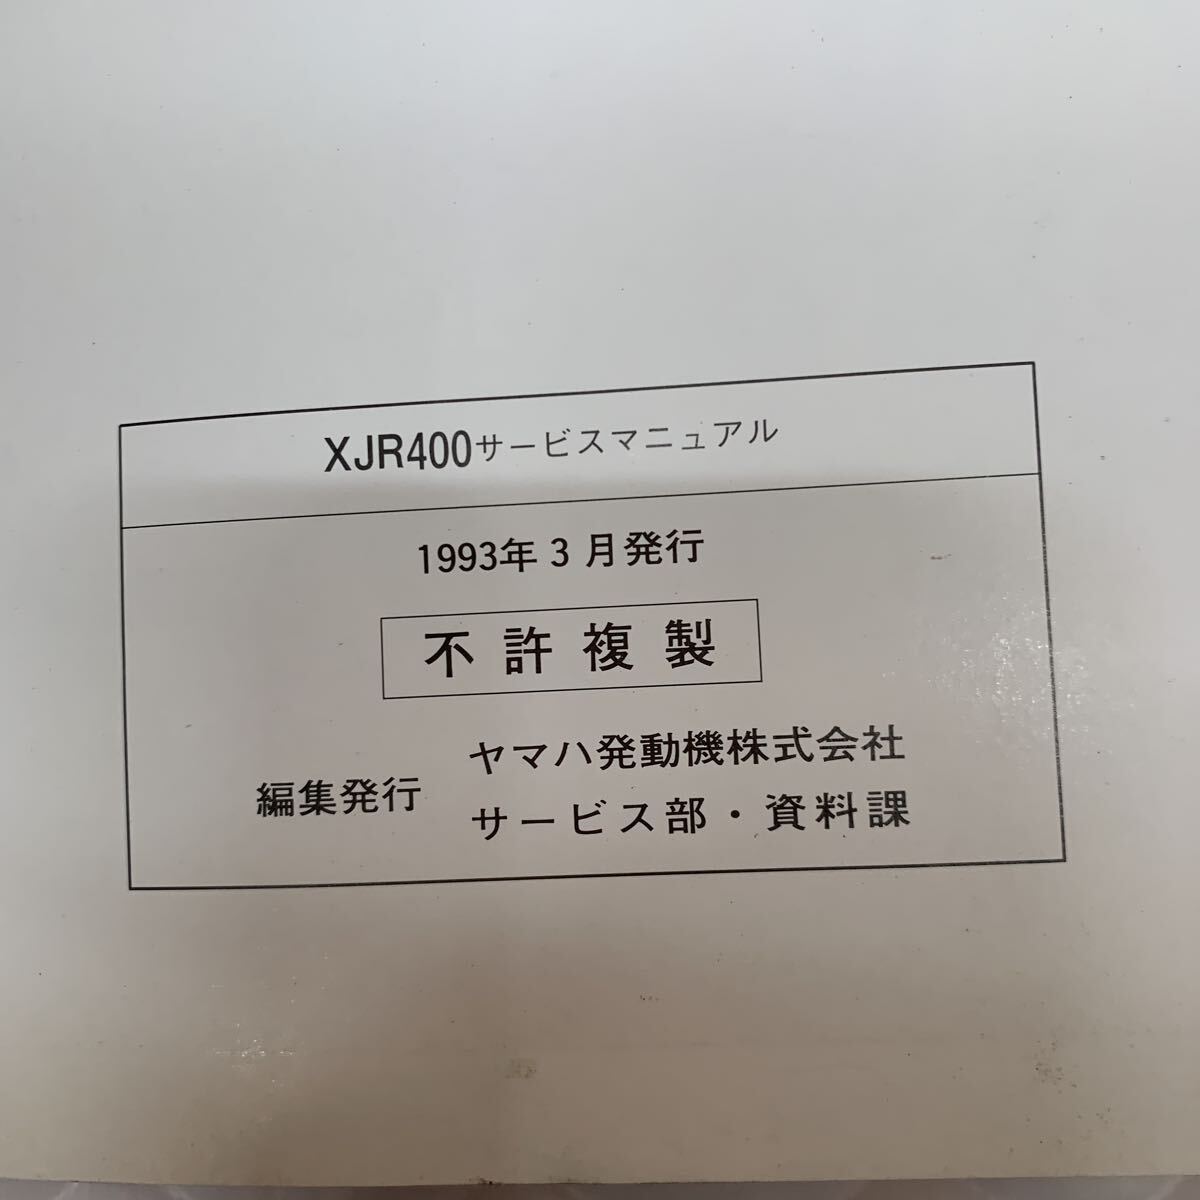 XJR400サービスマニュアル
1993年3月発行
不許複製
編集発行 ヤマハ発動機株式会社
サービス部・資料課